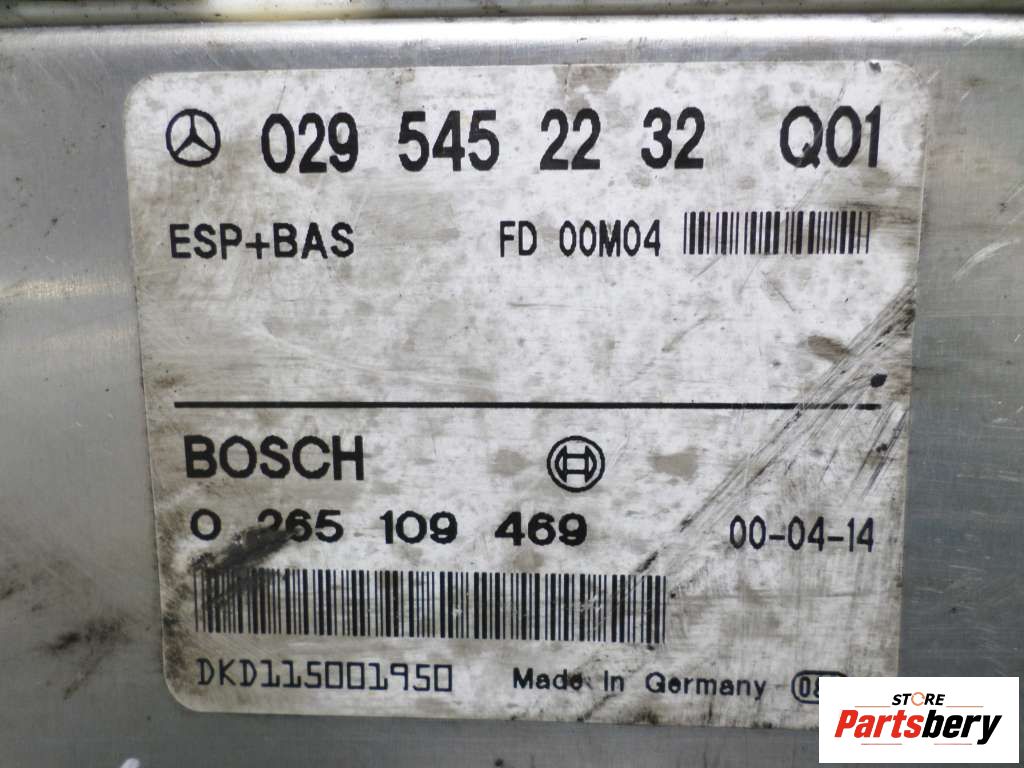 029 545 22 32 Q01
ESP+BAS FD 00M04
BOSCH
0 265 109 469 00-04-14
DKD115001950 Made in Germany
STORE
Partsbery